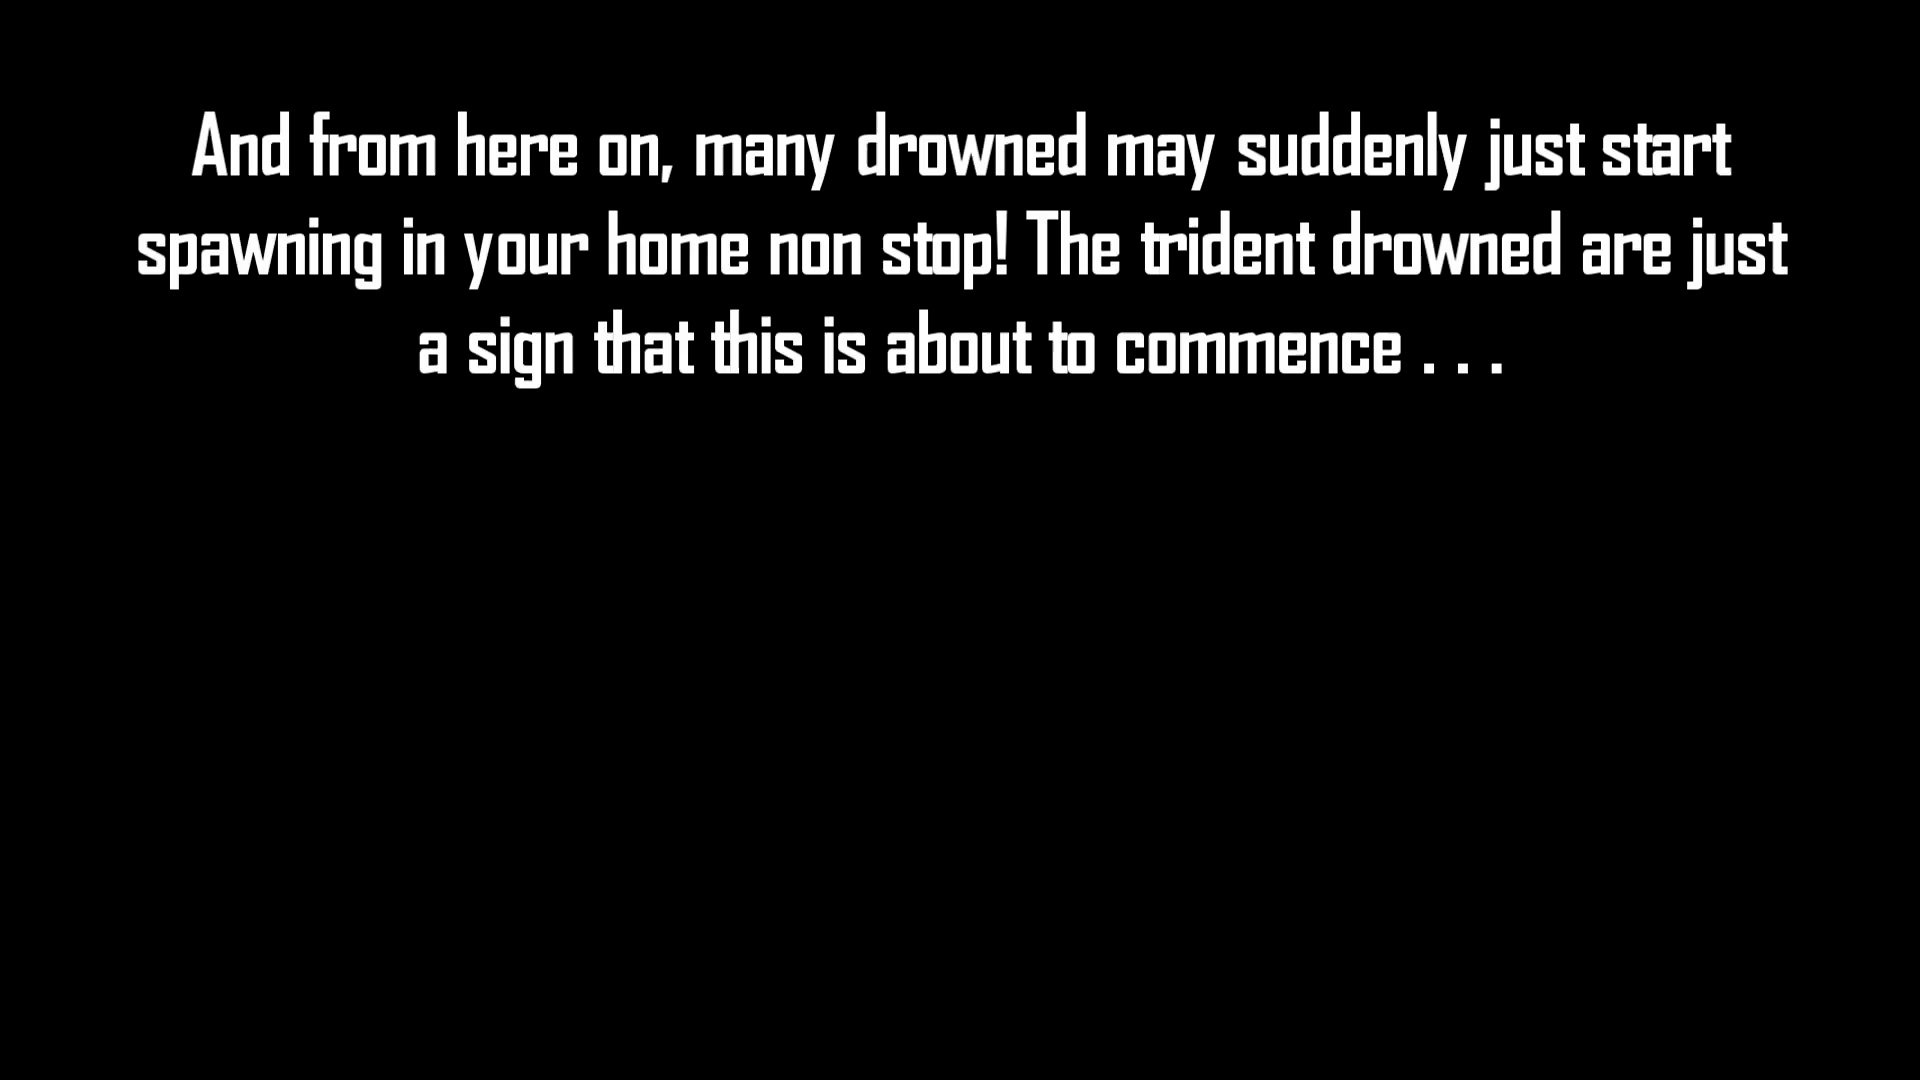 And from here on, many drowned may suddenly just start
spawning in your home non stop! The trident drowned are just
a sign that this is about to commence . . .